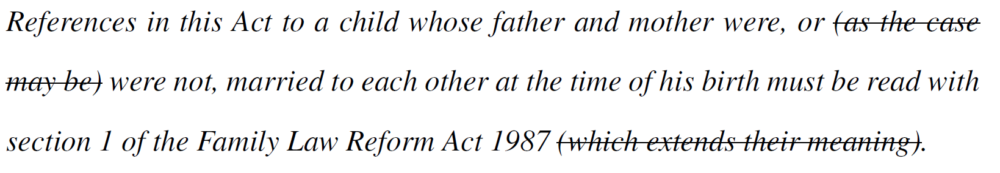 References in this Act to a child whose father and mother were, or (as the case
may be) were not, married to each other at the time of his birth must be read with
section 1 of the Family Law Reform Act 1987 (which extends their meaning).